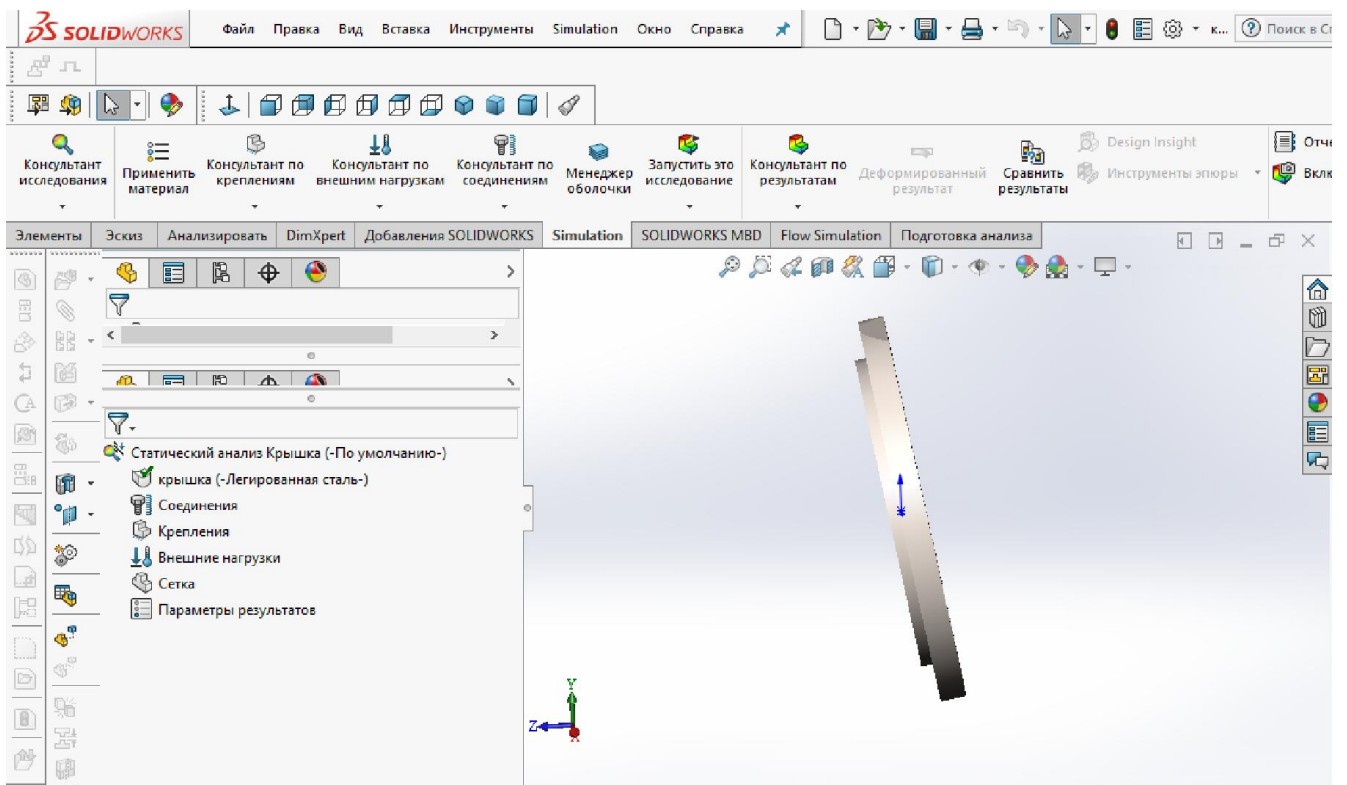 SOLIDWORKS Файл Правка Вид Вставка Инструменты Simulation Окно Справка к... Поиск в
Консультант исследования
Применить материал
Консультант по креплениям
Консультант по внешним нагрузкам
Консультант по соединениям
Менеджер оболочки
Запустить это исследование
Консультант по результатам
Деформированный результат
Сравнить результаты
Design Insight
Инструменты эпюры
Элементы Эскиз Анализировать DimXpert Добавления SOLIDWORKS Simulation SOLIDWORKS MBD Flow Simulation Подготовка анализа
Статический анализ Крышка (-По умолчанию-)
крышка (-Легированная сталь-)
Соединения
Крепления
Внешние нагрузки
Сетка
Параметры результатов
Y
Z
X